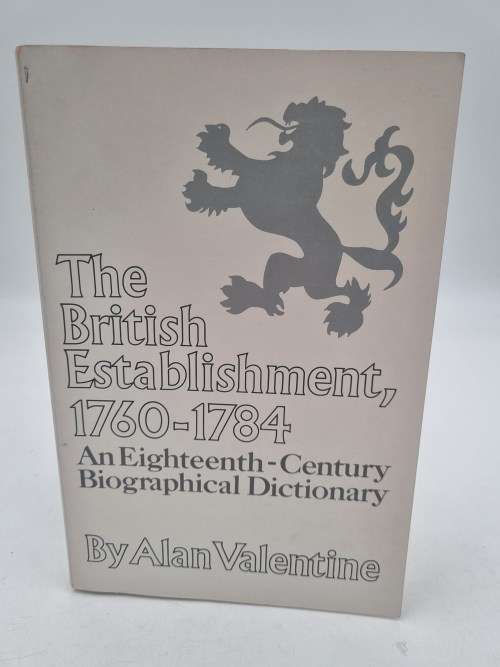 The
British
Establishment,
1760-1784
An Eighteenth-Century
Biographical Dictionary
By Alan Valentine